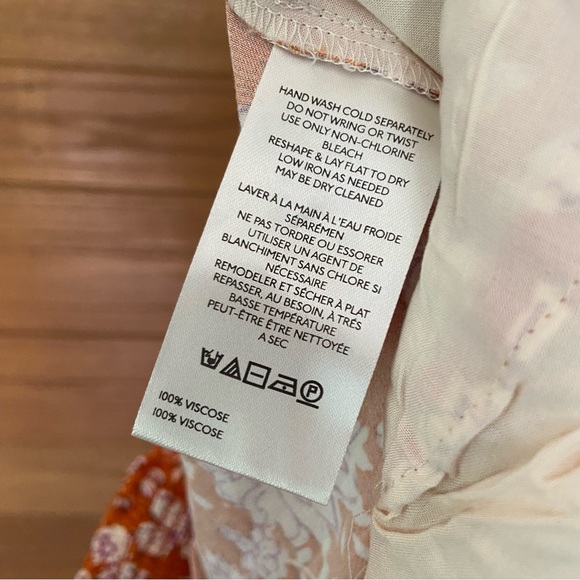 HAND WASH COLD SEPARATELY
DO NOT WRING OR TWIST
USE ONLY NON-CHLORINE
BLEACH
RESHAPE & LAY FLAT TO DRY
LOW IRON AS NEEDED
MAY BE DRY CLEANED
LAVER À LA MAIN À L'EAU FROIDE
SÉPARÉMEN
NE PAS TORDRE OU ESSORER
UTILISER UN AGENT DE
BLANCHIMENT SANS CHLORE SI
NÉCESSAIRE
REMODELER ET SÉCHER À PLAT
REPASSER, AU BESOIN, À TRÉS
BASSE TEMPÉRATURE
PEUT-ÊTRE ÊTRE NETTOYÉE
A SEC
P
100% VISCOSE
100% VISCOSE